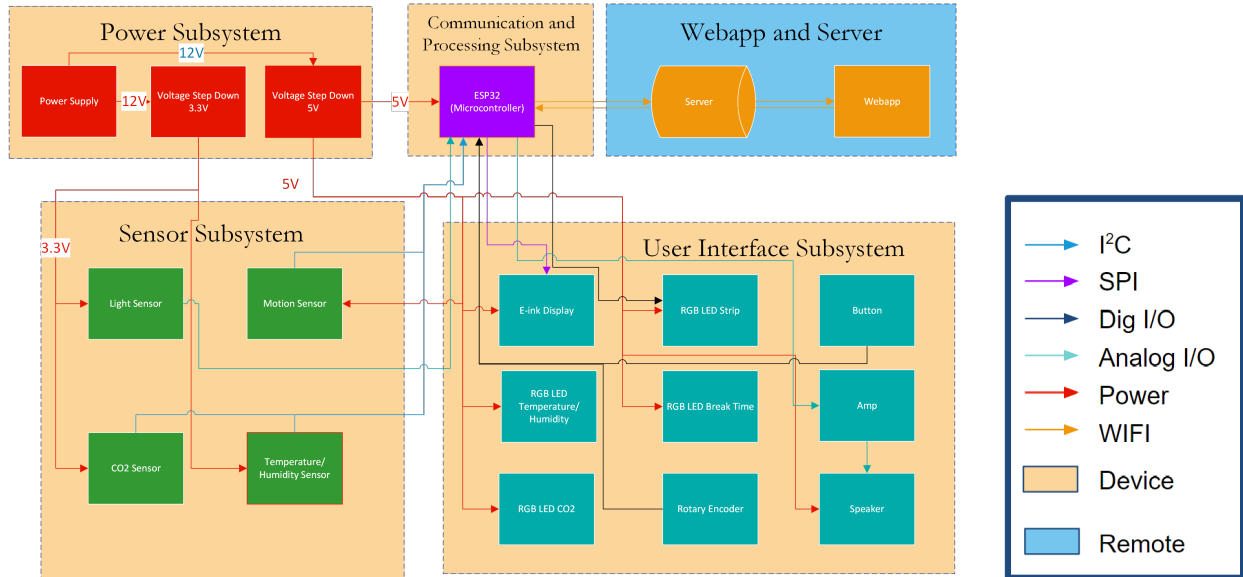 Power Subsystem
12V
Power Supply
12V
Voltage Step Down
3.3V
Voltage Step Down
5V
5V
Communication and
Processing Subsystem
ESP32
(Microcontroller)
Webapp and Server
Server
Webapp
5V
3.3V
Sensor Subsystem
Light Sensor
Motion Sensor
CO2 Sensor
Temperature/
Humidity Sensor
User Interface Subsystem
E-ink Display
RGB LED Strip
Button
RGB LED
Temperature/
Humidity
RGB LED Break Time
Amp
RGB LED CO2
Rotary Encoder
Speaker
I²C
SPI
Dig I/O
Analog I/O
Power
WIFI
Device
Remote